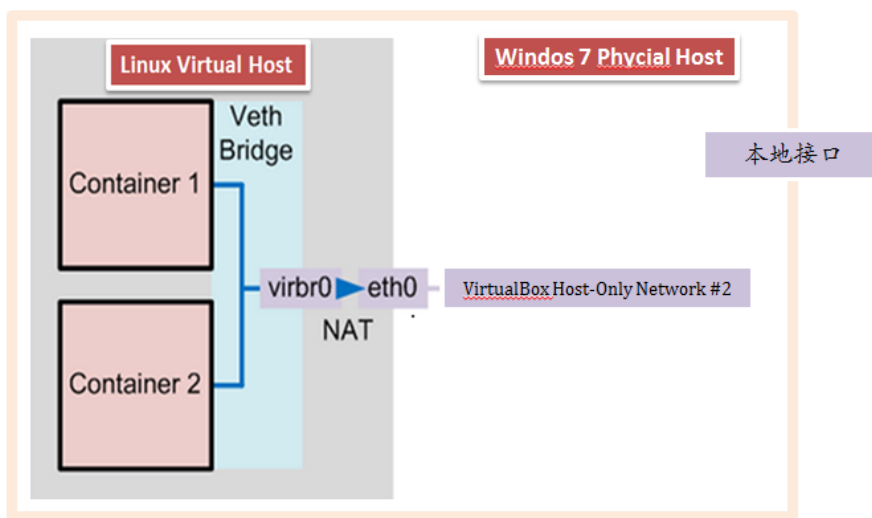 Linux Virtual Host
Windos 7 Phycial Host
Veth
Bridge
Container 1
本地接口
virbr0
eth0
VirtualBox Host-Only Network #2
NAT
Container 2